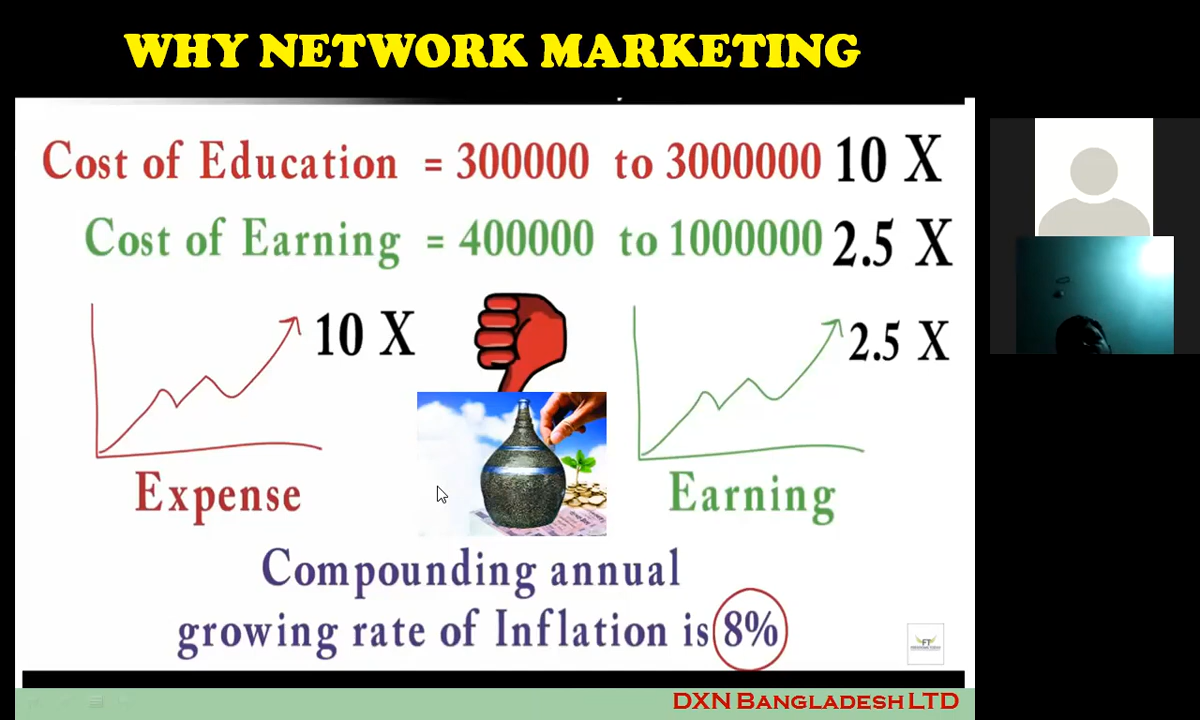 WHY NETWORK MARKETING
Cost of Education = 300000 to 3000000 10 X
Cost of Earning = 400000 to 1000000 2.5 X
10 X
2.5 X
Expense
Earning
Compounding annual
growing rate of Inflation is 8%
FT
DXN BANGLADESH LTD